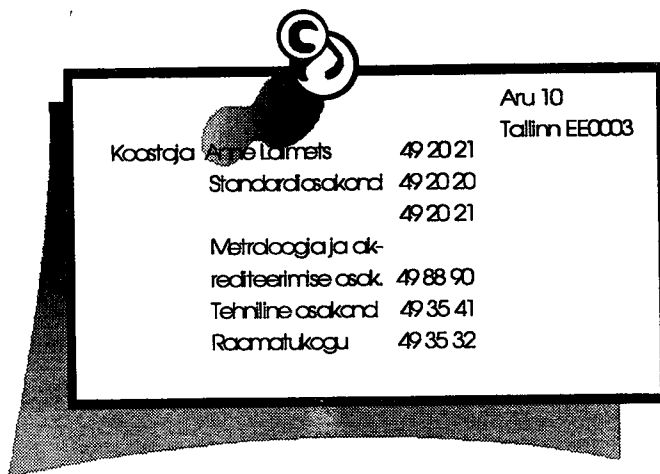 ©
Aru 10
Tallinn EE0003
Koostaja Anne Laimets 49 20 21
Standardiosakond 49 20 20
49 20 21
Metroloogia ja ak-
rediteerimise osak. 49 88 90
Tehniline osakond 49 35 41
Raamatukogu 49 35 32